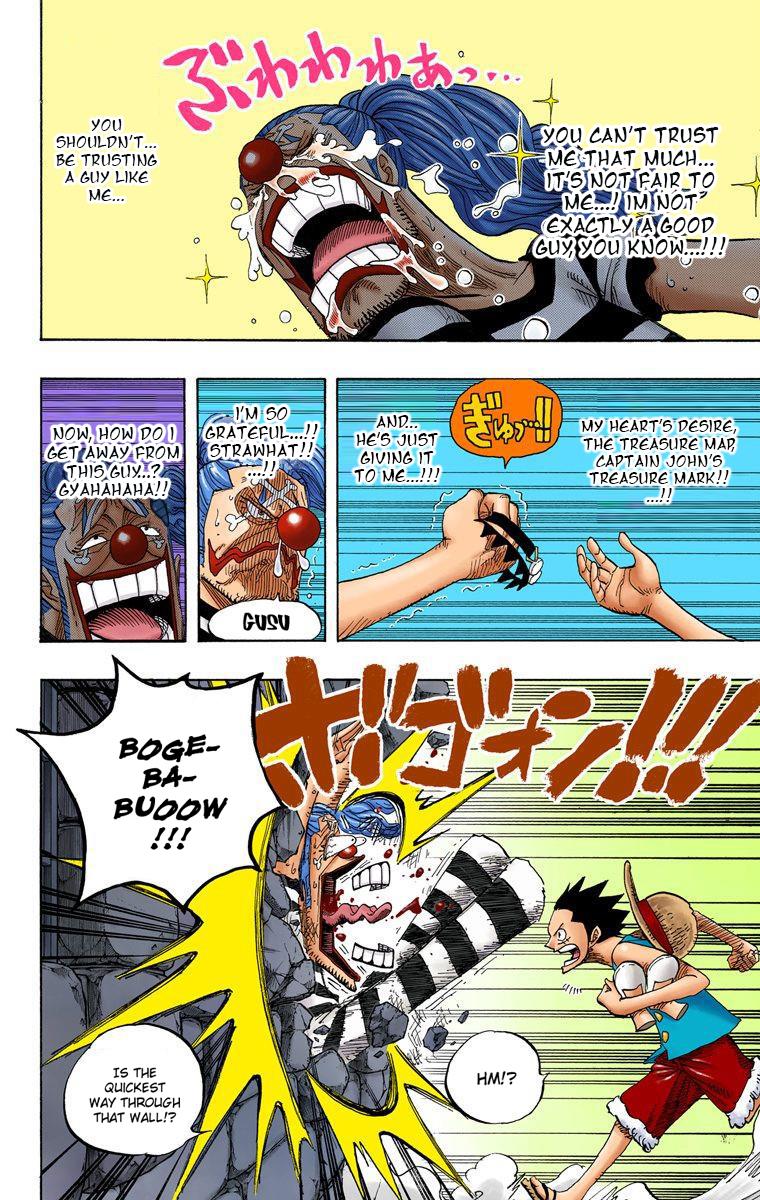 ぶわわわわぁっ…
YOU CAN'T TRUST
ME THAT MUCH...
IT'S NOT FAIR TO
ME....! IM NOT
EXACTLY A GOOD
GUY, YOU KNOW...!!!
YOU
SHOULDN'T...
BE TRUSTING
A GUY LIKE
ME...
MY HEART'S DESIRE,
THE TREASURE MAP,
CAPTAIN JOHN'S
TREASURE MARK!!
...!!
ぎゅっ…!!
AND...
HE'S JUST
GIVING IT
TO ME...!!!
I'M SO
GRATEFUL....!!
STRAWHAT!!
...!!
GUSU
NOW, HOW DO I
GET AWAY FROM
THIS GUY...?
GYAHAHAHA!!
ボゴォン!!!
BOGE-
BA-
BUOOW
!!!
HM!?
IS THE
QUICKEST
WAY THROUGH
THAT WALL!?